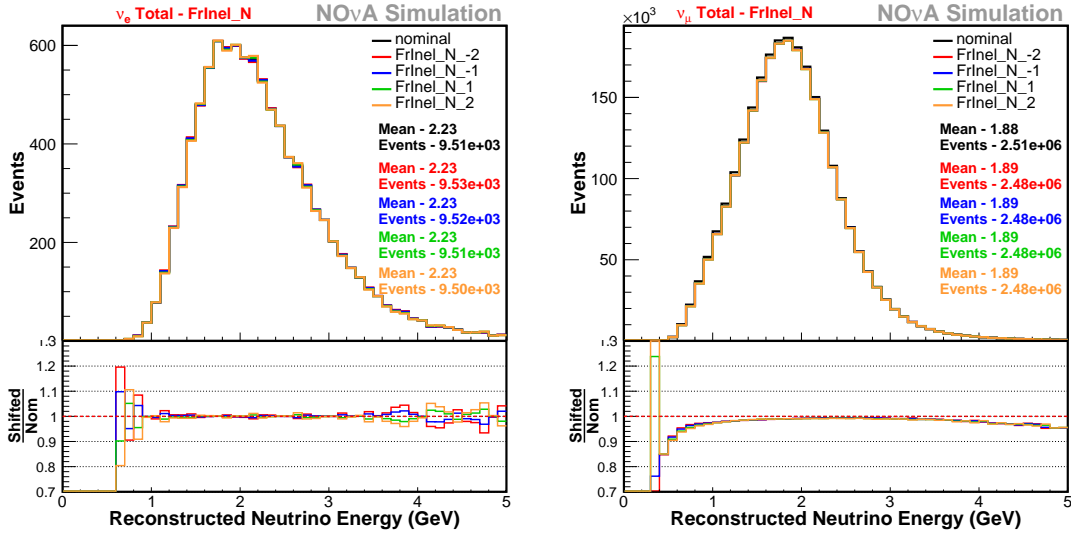 νe Total - FrInel_N
NOνA Simulation
nominal
FrInel_N_-2
FrInel_N_-1
FrInel_N_1
FrInel_N_2
Mean - 2.23
Events - 9.51e+03
Mean - 2.23
Events - 9.53e+03
Mean - 2.23
Events - 9.52e+03
Mean - 2.23
Events - 9.51e+03
Mean - 2.23
Events - 9.50e+03
Events
600
400
200
Shifted
Nom
1.3
1.2
1.1
1
0.9
0.8
0.7
0 1 2 3 4 5
Reconstructed Neutrino Energy (GeV)
×10³
νμ Total - FrInel_N
NOνA Simulation
nominal
FrInel_N_-2
FrInel_N_-1
FrInel_N_1
FrInel_N_2
Mean - 1.88
Events - 2.51e+06
Mean - 1.89
Events - 2.48e+06
Mean - 1.89
Events - 2.48e+06
Mean - 1.89
Events - 2.48e+06
Mean - 1.89
Events - 2.48e+06
Events
150
100
50
Shifted
Nom
1.3
1.2
1.1
1
0.9
0.8
0.7
0 1 2 3 4 5
Reconstructed Neutrino Energy (GeV)